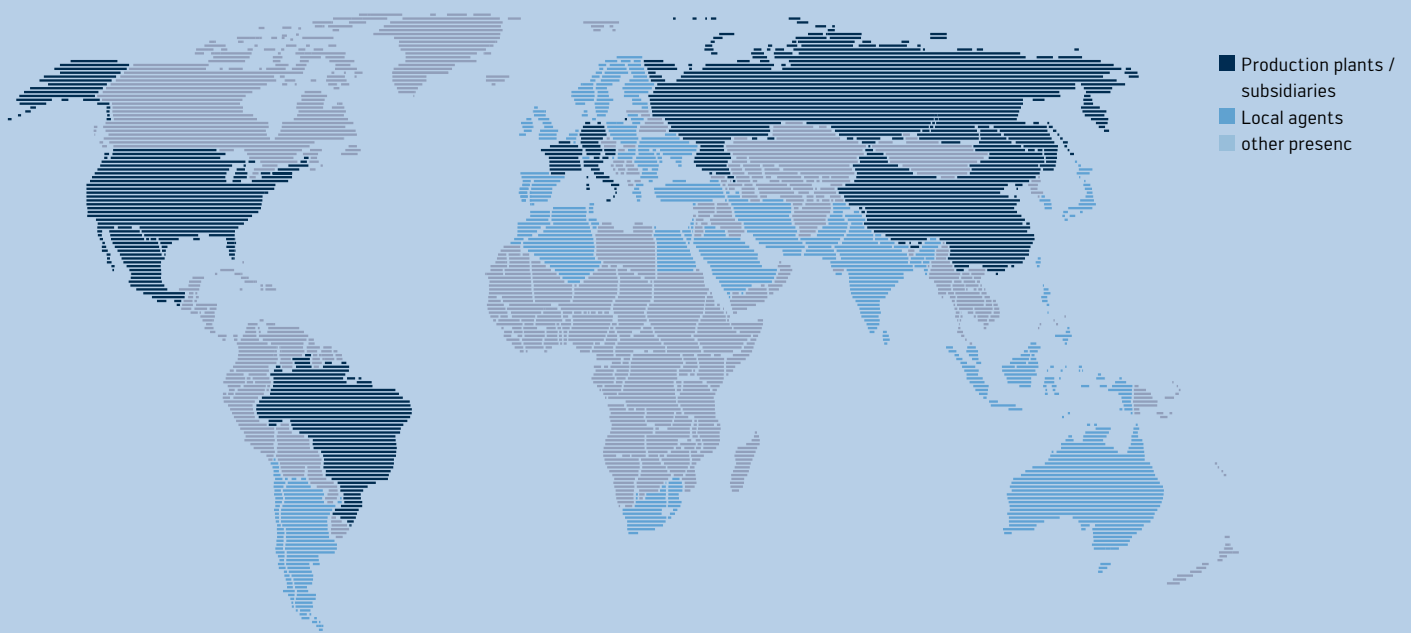 Production plants /
subsidiaries
Local agents
other presenc